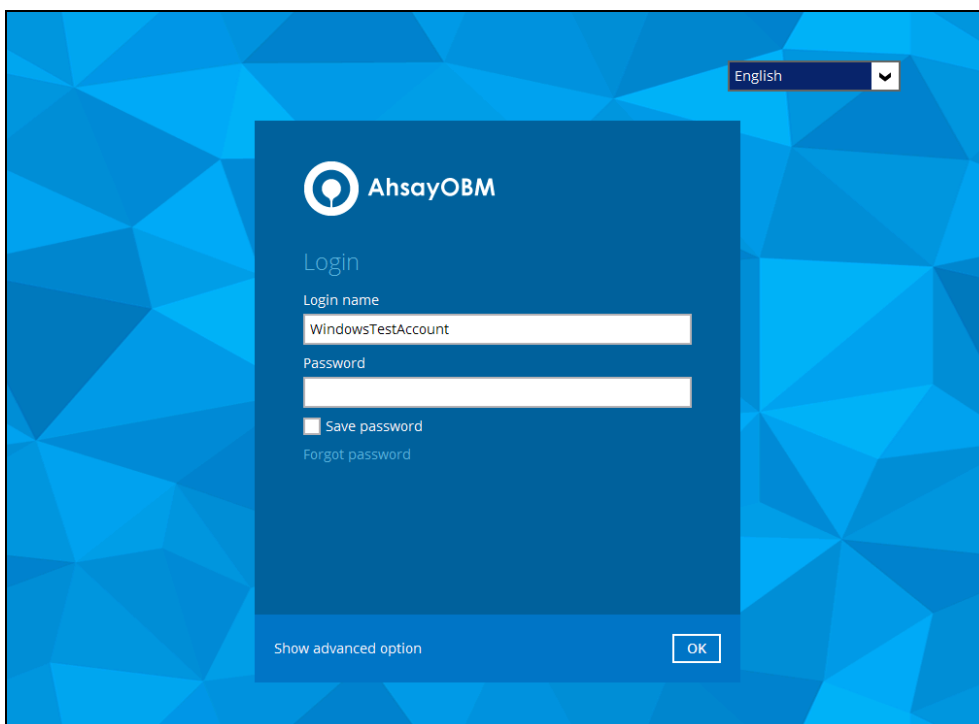 English
AhsayOBM
Login
Login name
WindowsTestAccount
Password
Save password
Forgot password
Show advanced option
OK